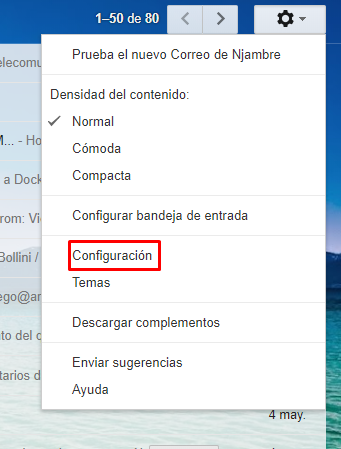 1–50 de 80
elecomu
Prueba el nuevo Correo de Njambre
Densidad del contenido:
Normal
M... - Ho
Cómoda
a Dock
Compacta
rom: Vi
Configurar bandeja de entrada
Bollini /
Configuración
ego@ar
Temas
nto del c
Descargar complementos
Enviar sugerencias
tarios d
Ayuda
4 may.